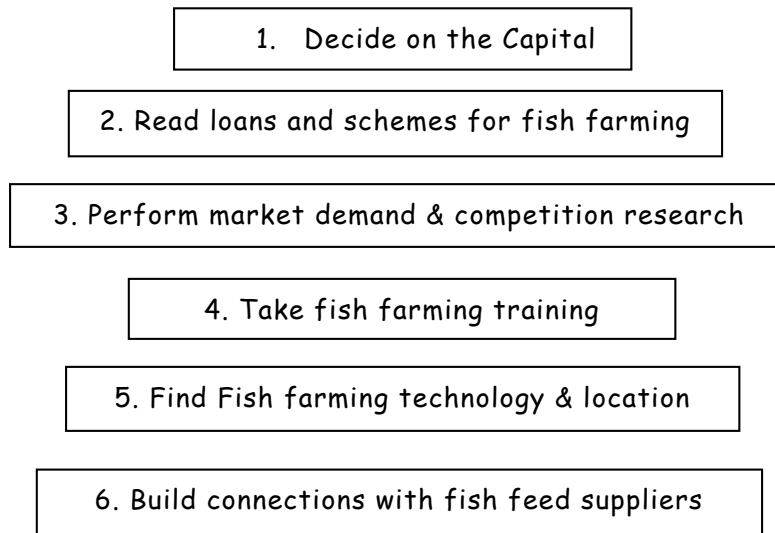 1. Decide on the Capital
2. Read loans and schemes for fish farming
3. Perform market demand & competition research
4. Take fish farming training
5. Find Fish farming technology & location
6. Build connections with fish feed suppliers